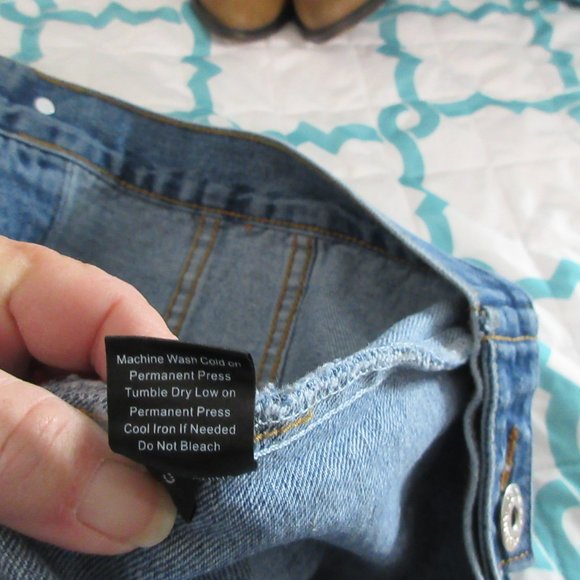 Machine Wash Cold on
Permanent Press
Tumble Dry Low on
Permanent Press
Cool Iron If Needed
Do Not Bleach